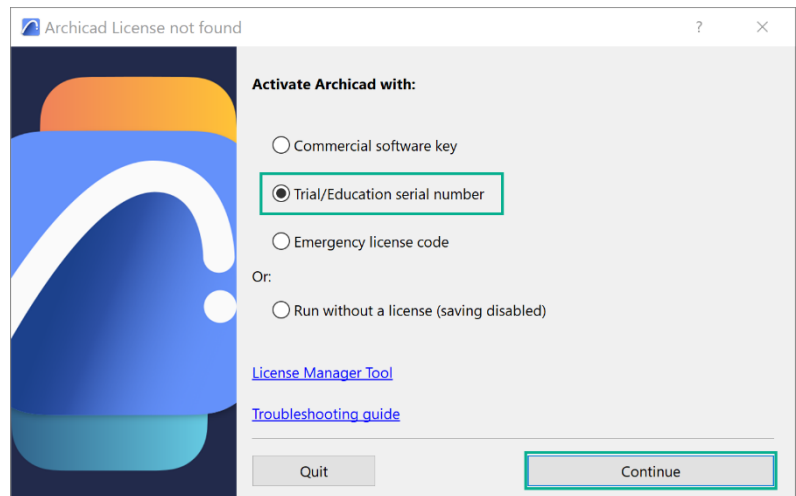 Archicad License not found
Activate Archicad with:
Commercial software key
Trial/Education serial number
Emergency license code
Or:
Run without a license (saving disabled)
License Manager Tool
Troubleshooting guide
Quit
Continue